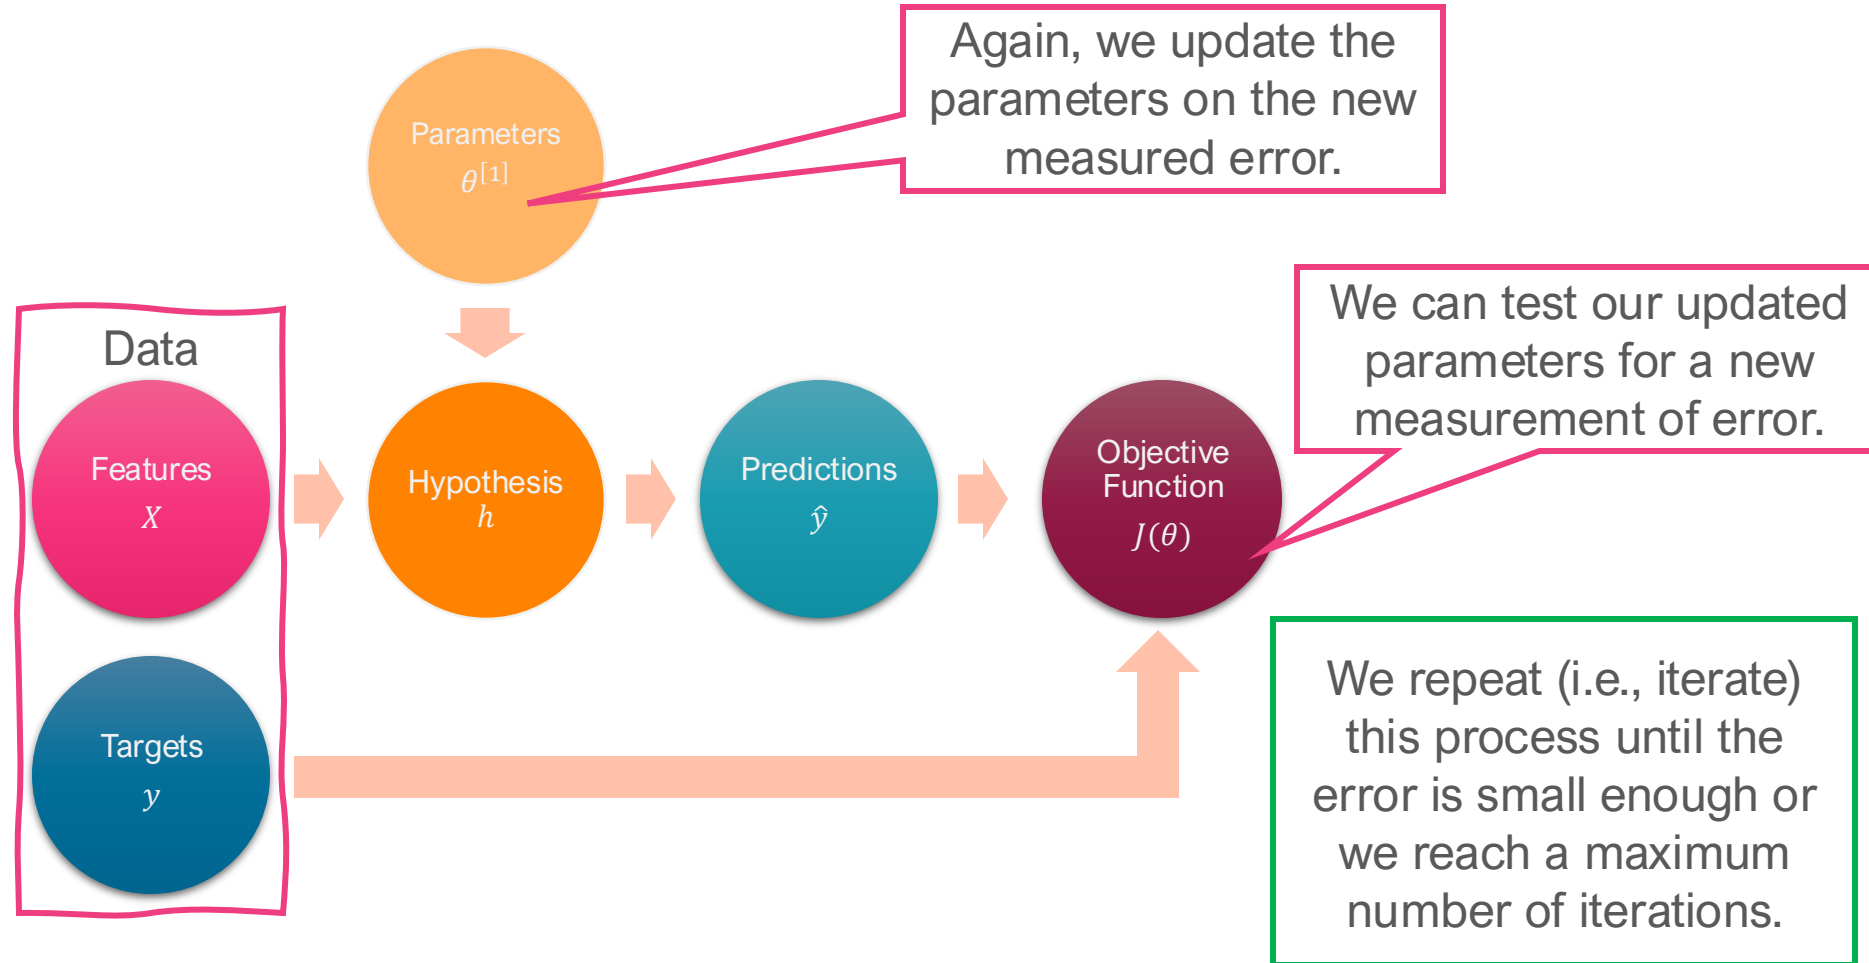 Again, we update the
parameters on the new
measured error.
Parameters
θ[1]
We can test our updated
parameters for a new
measurement of error.
Data
Features
X
Hypothesis
h
Predictions
ŷ
Objective
Function
J(θ)
Targets
y
We repeat (i.e., iterate)
this process until the
error is small enough or
we reach a maximum
number of iterations.